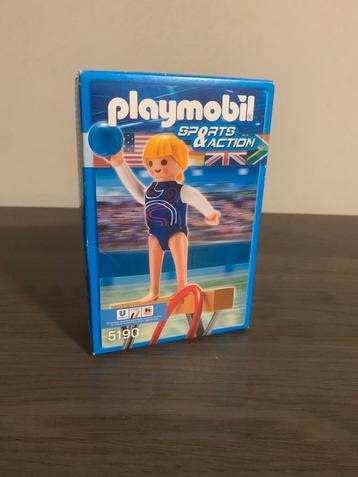 playmobil
SPORTS
& ACTION
5190